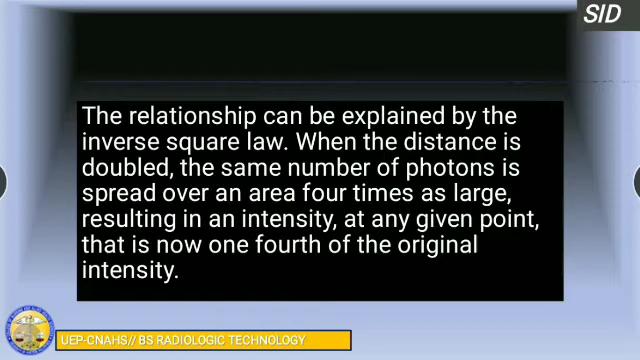 SID
The relationship can be explained by the
inverse square law. When the distance is
doubled, the same number of photons is
spread over an area four times as large,
resulting in an intensity, at any given point,
that is now one fourth of the original
intensity.
UEP-CNAHS// BS RADIOLOGIC TECHNOLOGY